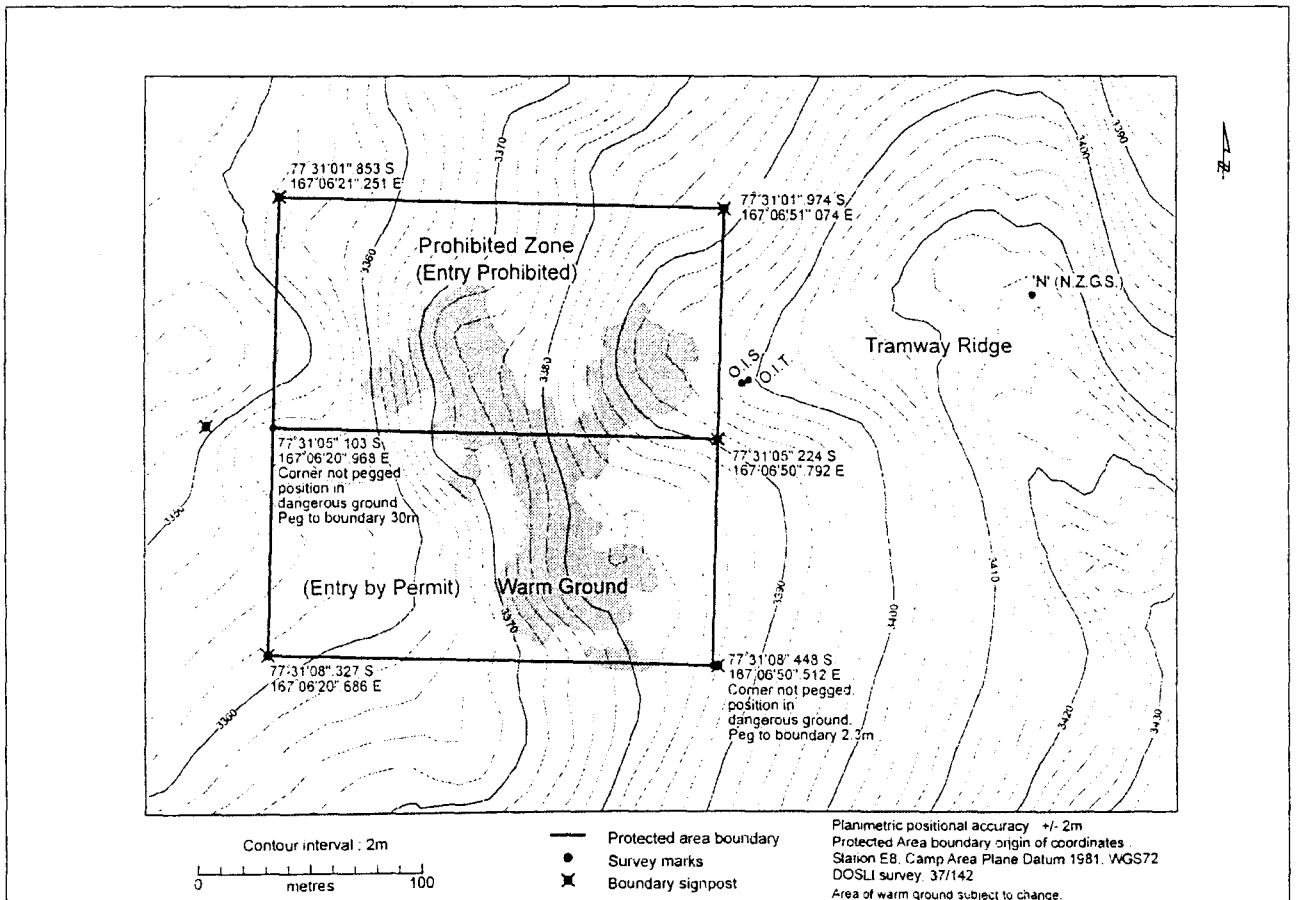 3370
3390
3400
77°31'01".853 S
167°06'21".251 E
77°31'01".974 S
167°06'51".074 E
Prohibited Zone
(Entry Prohibited)
3360
'N' (N.Z.G.S.)
Tramway Ridge
3380
O.I.S.
O.I.T.
77°31'05".103 S
167°06'20".968 E
Corner not pegged
position in
dangerous ground
Peg to boundary 30m
77°31'05".224 S
167°06'50".792 E
3350
(Entry by Permit)
Warm Ground
3390
3410
3400
3370
77°31'08".327 S
167°06'20".686 E
77°31'08".448 S
167°06'50".512 E
Corner not pegged.
position in
dangerous ground.
Peg to boundary 2.3m
3360
3420
3430
Contour interval : 2m
0 100
metres
Protected area boundary
Survey marks
Boundary signpost
Planimetric positional accuracy +/- 2m
Protected Area boundary origin of coordinates
Station E8, Camp Area Plane Datum 1981. WGS72
DOSLI survey. 37/142
Area of warm ground subject to change.